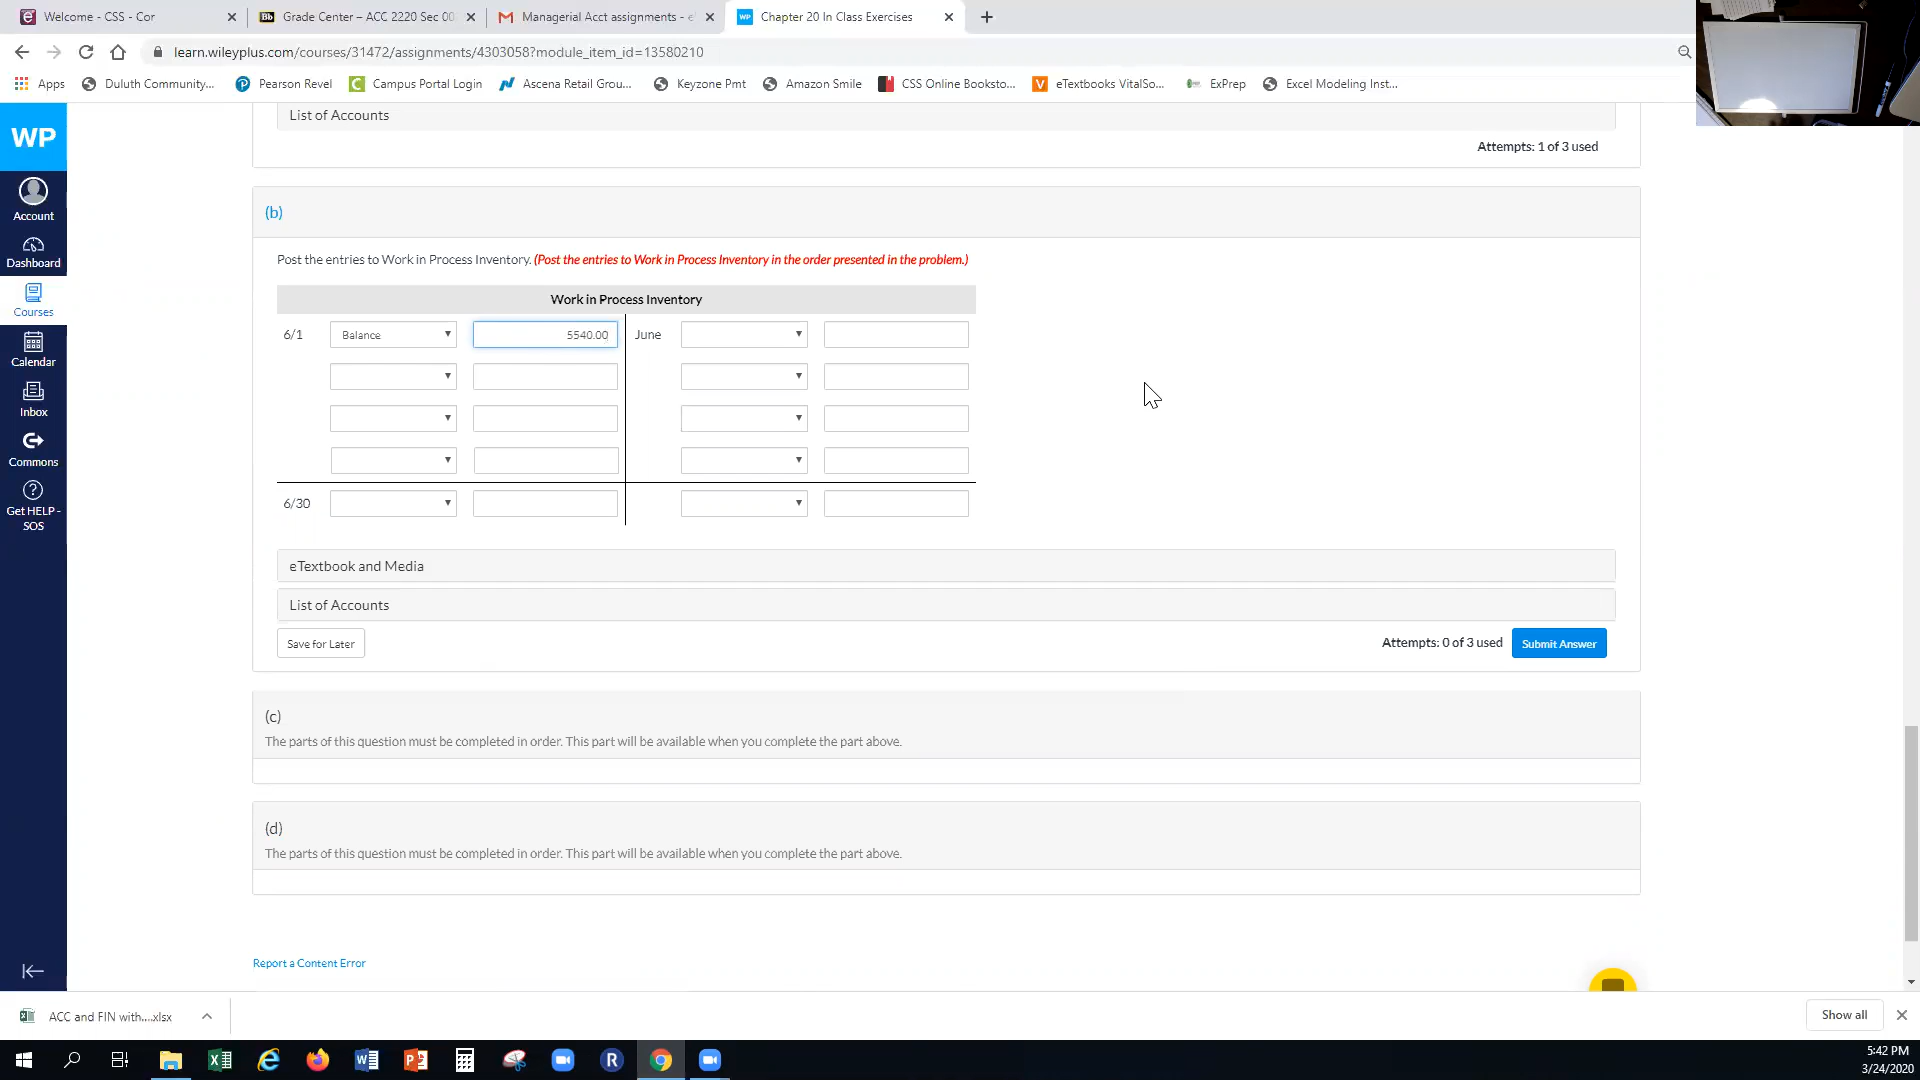 Welcome - CSS - Cor
Grade Center – ACC 2220 Sec 00
Managerial Acct assignments - e
WP Chapter 20 In Class Exercises
learn.wileyplus.com/courses/31472/assignments/4303058?module_item_id=13580210
Apps Duluth Community... Pearson Revel Campus Portal Login Ascena Retail Grou... Keyzone Pmt Amazon Smile CSS Online Booksto... eTextbooks VitalSo... ExPrep Excel Modeling Inst...
WP
Account
Dashboard
Courses
Calendar
Inbox
Commons
Get HELP -
SOS
List of Accounts
Attempts: 1 of 3 used
(b)
Post the entries to Work in Process Inventory. (Post the entries to Work in Process Inventory in the order presented in the problem.)
Work in Process Inventory
6/1 Balance 5540.00 June
6/30
eTextbook and Media
List of Accounts
Save for Later Attempts: 0 of 3 used Submit Answer
(c)
The parts of this question must be completed in order. This part will be available when you complete the part above.
(d)
The parts of this question must be completed in order. This part will be available when you complete the part above.
Report a Content Error
ACC and FIN with....xlsx Show all
5:42 PM
3/24/2020